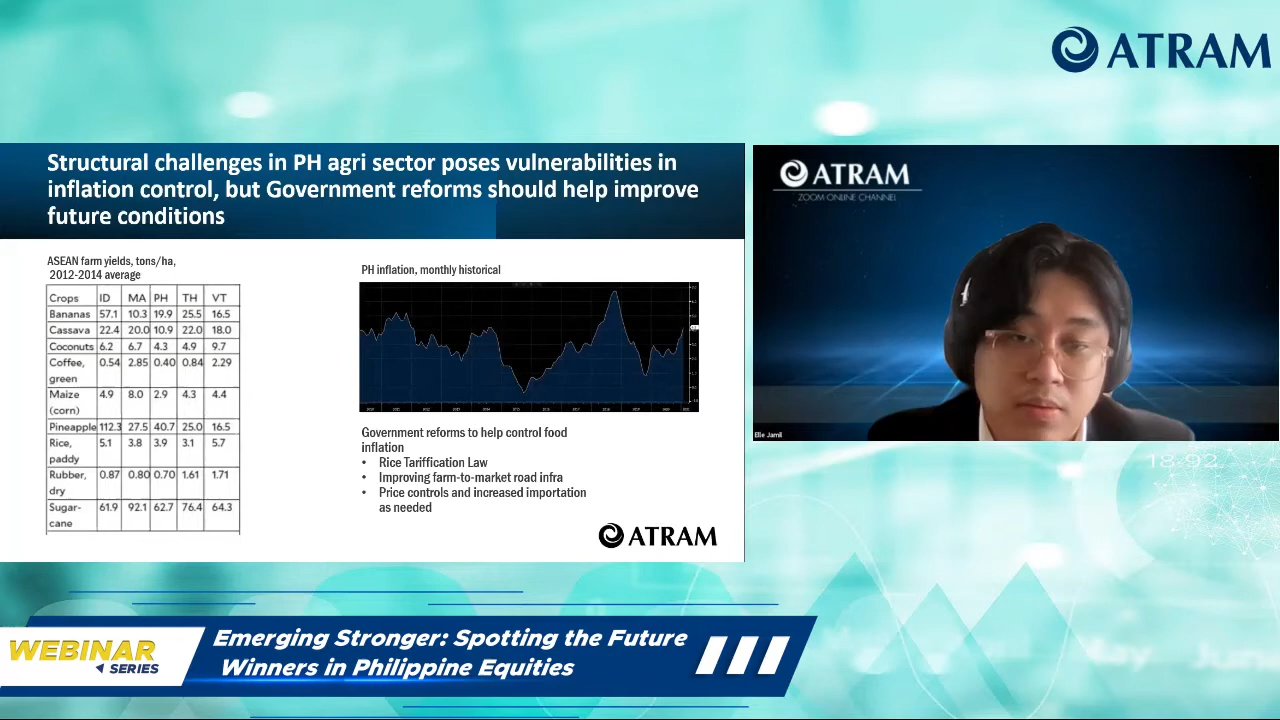 ATRAM
Structural challenges in PH agri sector poses vulnerabilities in
inflation control, but Government reforms should help improve
future conditions
ASEAN farm yields, tons/ha,
2012-2014 average
Crops ID MA PH TH VT
Bananas 57.1 10.3 19.9 25.5 16.5
Cassava 22.4 20.0 10.9 22.0 18.0
Coconuts 6.2 6.7 4.3 4.9 9.7
Coffee, 0.54 2.85 0.40 0.84 2.29
green
Maize 4.9 8.0 2.9 4.3 4.4
(corn)
Pineapple 112.3 27.5 40.7 25.0 16.5
Rice, 5.1 3.8 3.9 3.1 5.7
paddy
Rubber, 0.87 0.80 0.70 1.61 1.71
dry
Sugar- 61.9 92.1 62.7 76.4 64.3
cane
PH inflation, monthly historical
Government reforms to help control food
inflation
• Rice Tariffication Law
• Improving farm-to-market road infra
• Price controls and increased importation
as needed
ATRAM
ATRAM
ZOOM ONLINE CHANNEL
Elle Jamil
18.92
WEBINAR
SERIES
Emerging Stronger: Spotting the Future
Winners in Philippine Equities